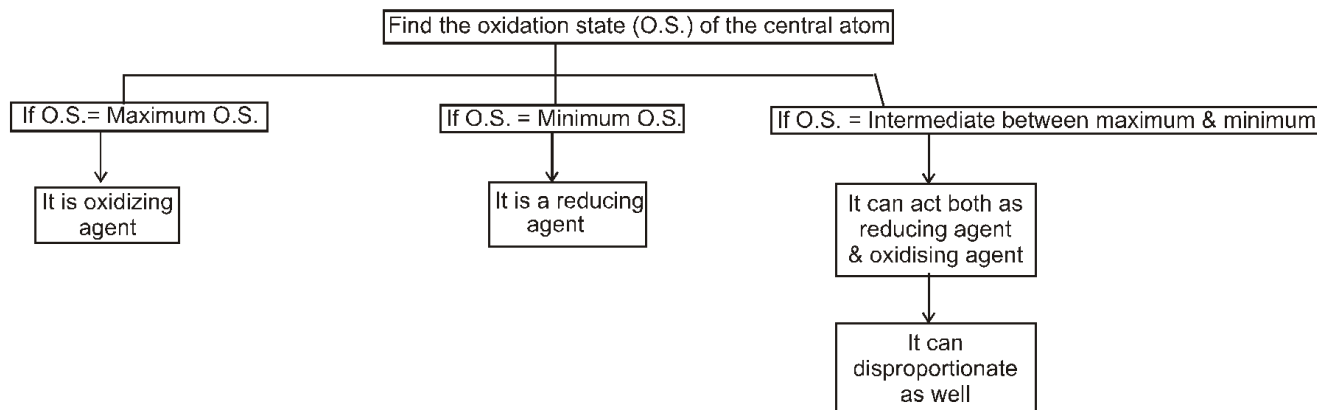 Find the oxidation state (O.S.) of the central atom
If O.S.= Maximum O.S.
If O.S. = Minimum O.S.
If O.S. = Intermediate between maximum & minimum
It is oxidizing
agent
It is a reducing
agent
It can act both as
reducing agent
& oxidising agent
It can
disproportionate
as well